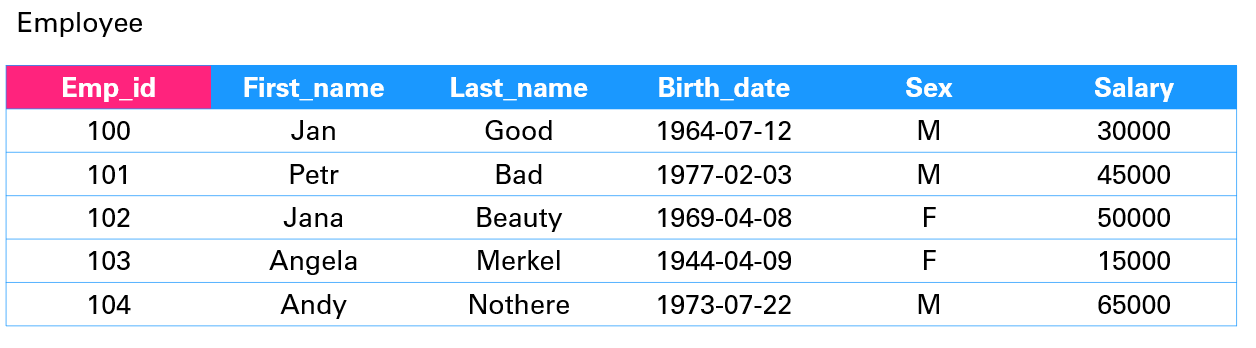 Employee
Emp_id First_name Last_name Birth_date Sex Salary
100 Jan Good 1964-07-12 M 30000
101 Petr Bad 1977-02-03 M 45000
102 Jana Beauty 1969-04-08 F 50000
103 Angela Merkel 1944-04-09 F 15000
104 Andy Nothere 1973-07-22 M 65000